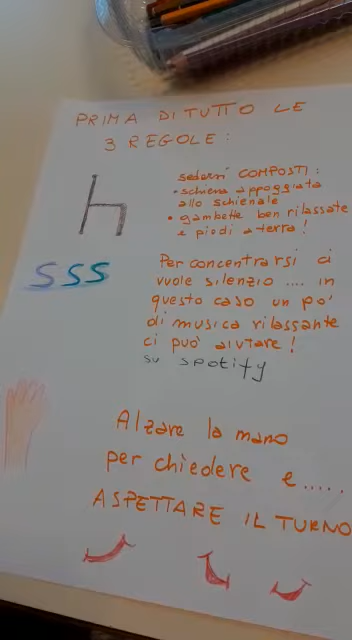 PRIMA DI TUTTO LE
3 REGOLE:
sedersi COMPOSTI:
• schiena appoggiata
allo schienale
• gambette ben rilassate
e piedi a terra!
SSS
Per concentrarsi ci
vuole silenzio .... in
questo caso un po'
di musica rilassante
ci può aiutare!
su spotify
Alzare la mano
per chiedere e.....
ASPETTARE IL TURNO